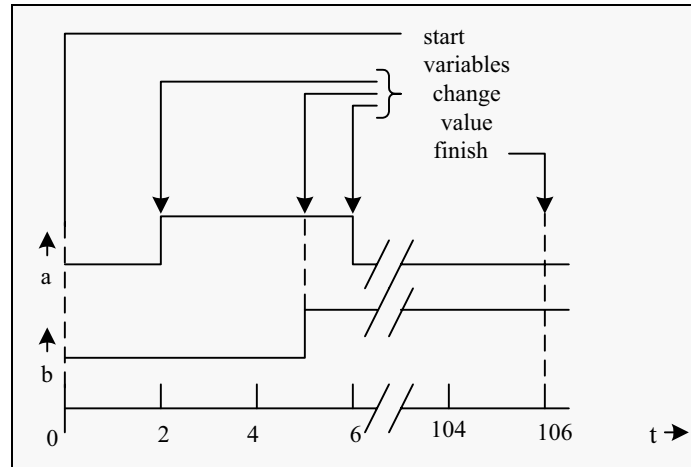 start
variables
change
value
finish
a
b
0 2 4 6 104 106 t